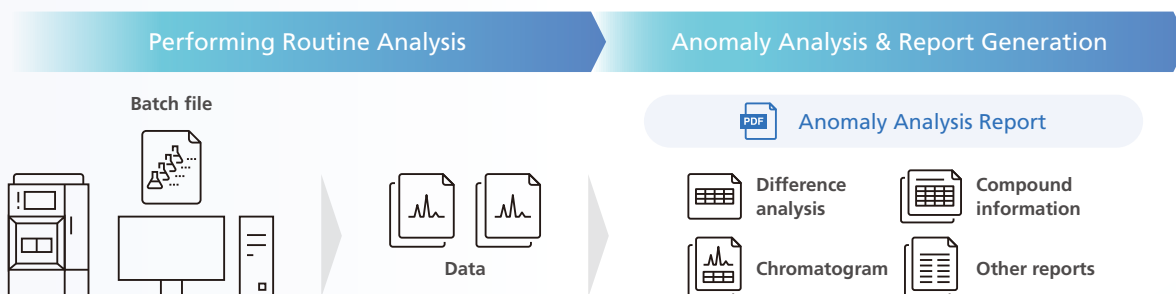 Performing Routine Analysis
Anomaly Analysis & Report Generation
Batch file
PDF
Anomaly Analysis Report
Difference
analysis
Compound
information
Data
Chromatogram
Other reports